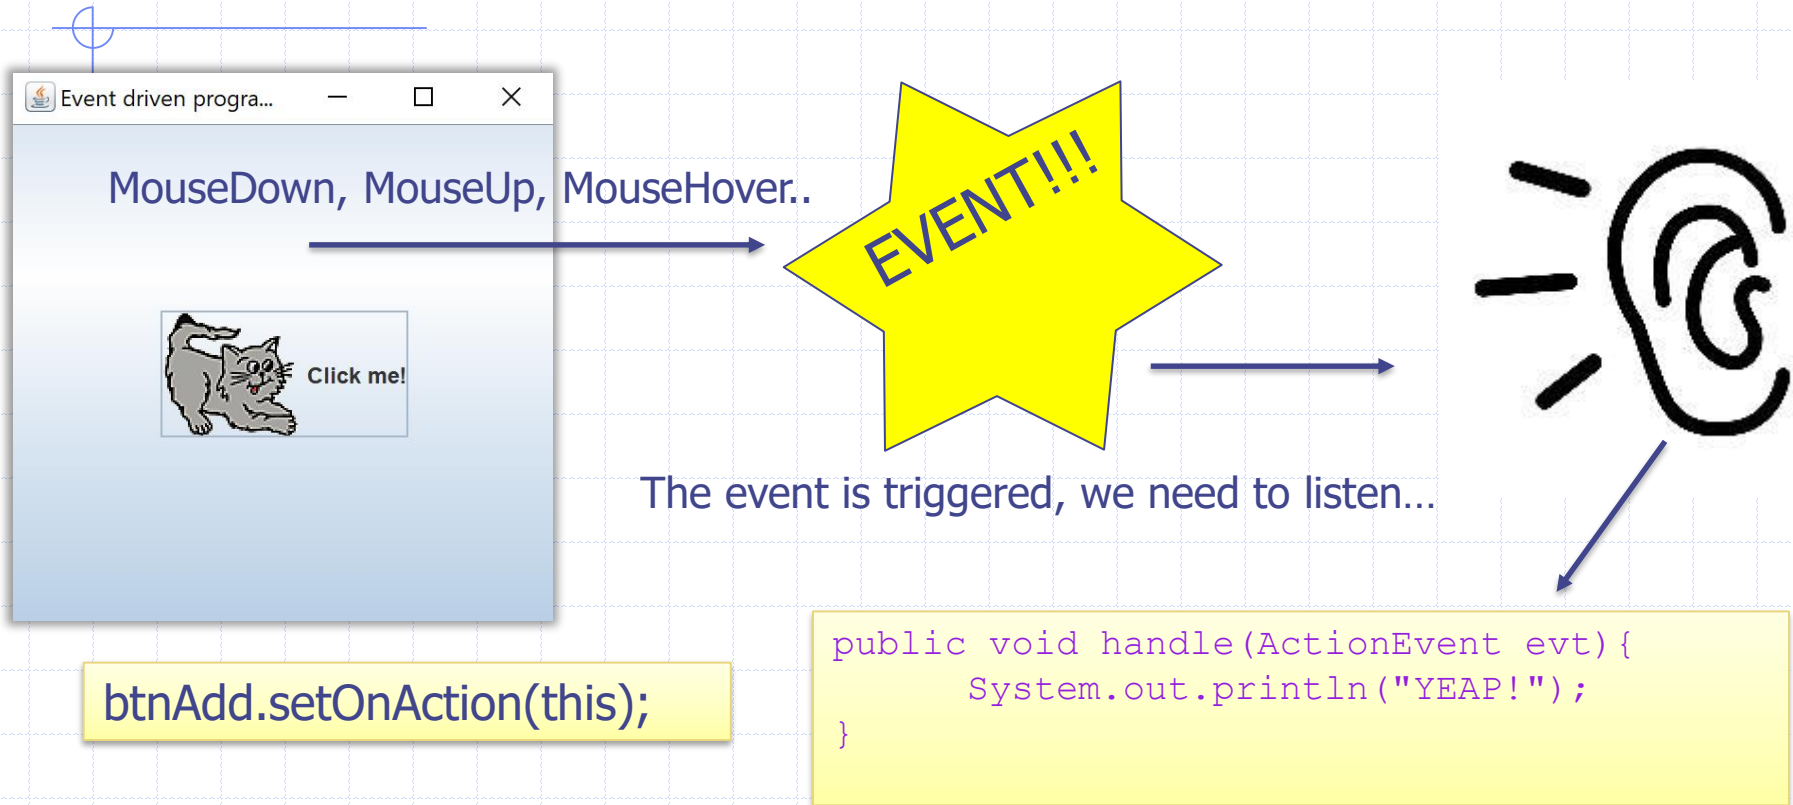 Event driven progra...
MouseDown, MouseUp, MouseHover..
EVENT!!!
Click me!
The event is triggered, we need to listen...
btnAdd.setOnAction(this);
public void handle(ActionEvent evt){
System.out.println("YEAP!");
}